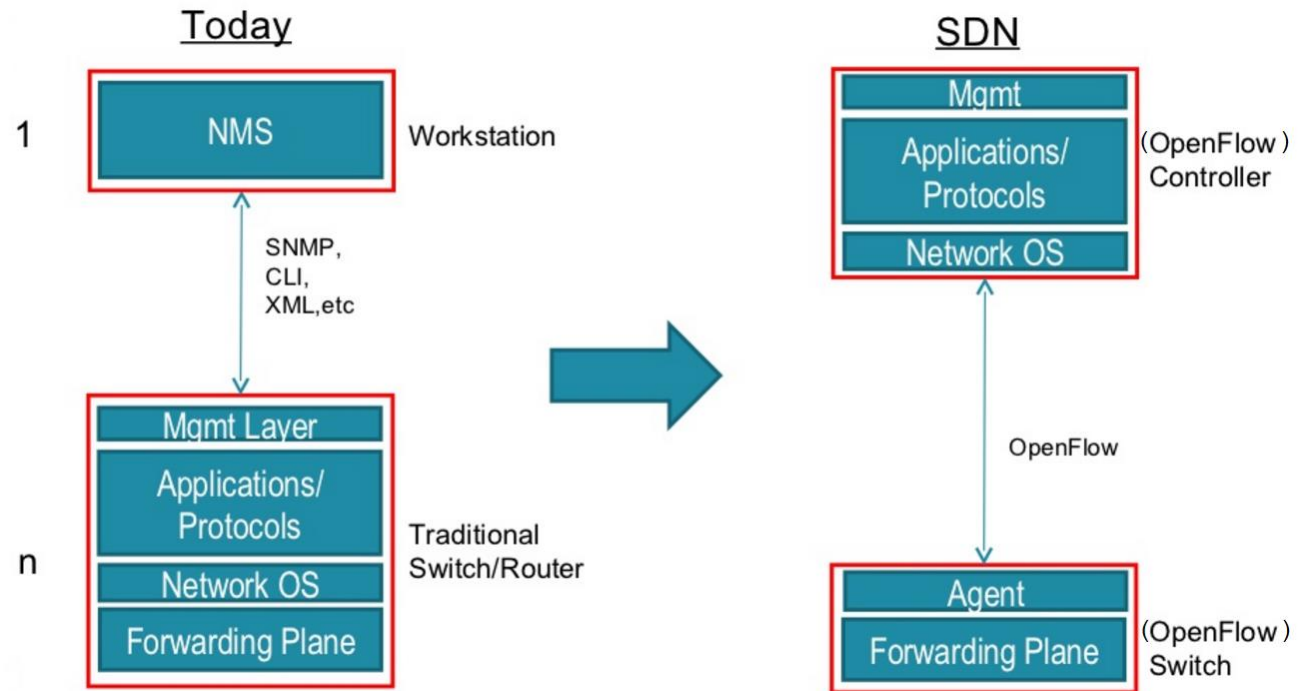 Today
1
NMS
Workstation
SNMP,
CLI,
XML,etc
n
Mgmt Layer
Applications/
Protocols
Network OS
Forwarding Plane
Traditional
Switch/Router
SDN
Mgmt
Applications/
Protocols
Network OS
(OpenFlow)
Controller
OpenFlow
Agent
Forwarding Plane
(OpenFlow)
Switch